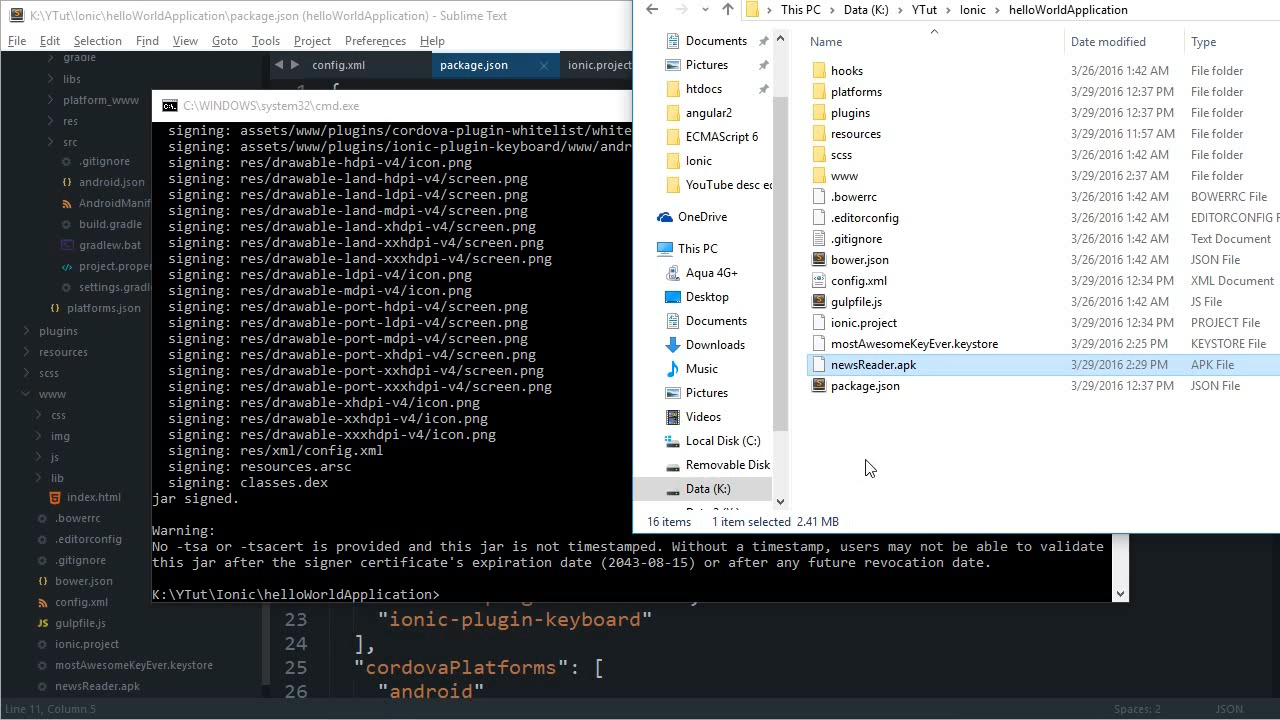 K:\YTut\Ionic\helloWorldApplication\package.json (helloWorldApplication) - Sublime Text
File Edit Selection Find View Goto Tools Project Preferences Help
gradle
libs
platform_www
res
src
.gitignore
android.json
AndroidManif
build.gradle
gradlew.bat
project.proper
settings.gradl
platforms.json
plugins
resources
scss
www
css
img
js
lib
index.html
.bowerrc
.editorconfig
.gitignore
bower.json
config.xml
gulpfile.js
ionic.project
mostAwesomeKeyEver.keystore
newsReader.apk
config.xml package.json ionic.project
C:\WINDOWS\system32\cmd.exe
signing: assets/www/plugins/cordova-plugin-whitelist/white
signing: assets/www/plugins/ionic-plugin-keyboard/www/andr
signing: res/drawable-hdpi-v4/icon.png
signing: res/drawable-land-hdpi-v4/screen.png
signing: res/drawable-land-ldpi-v4/screen.png
signing: res/drawable-land-mdpi-v4/screen.png
signing: res/drawable-land-xhdpi-v4/screen.png
signing: res/drawable-land-xxhdpi-v4/screen.png
signing: res/drawable-land-xxxhdpi-v4/screen.png
signing: res/drawable-ldpi-v4/icon.png
signing: res/drawable-mdpi-v4/icon.png
signing: res/drawable-port-hdpi-v4/screen.png
signing: res/drawable-port-ldpi-v4/screen.png
signing: res/drawable-port-mdpi-v4/screen.png
signing: res/drawable-port-xhdpi-v4/screen.png
signing: res/drawable-port-xxhdpi-v4/screen.png
signing: res/drawable-port-xxxhdpi-v4/screen.png
signing: res/drawable-xhdpi-v4/icon.png
signing: res/drawable-xxhdpi-v4/icon.png
signing: res/drawable-xxxhdpi-v4/icon.png
signing: res/xml/config.xml
signing: resources.arsc
signing: classes.dex
jar signed.
Warning:
No -tsa or -tsacert is provided and this jar is not timestamped. Without a timestamp, users may not be able to validate
this jar after the signer certificate's expiration date (2043-08-15) or after any future revocation date.
K:\YTut\Ionic\helloWorldApplication>
23 "ionic-plugin-keyboard"
24 ],
25 "cordovaPlatforms": [
26 "android"
Line 11, Column 5 Spaces: 2 JSON
This PC Data (K:) YTut Ionic helloWorldApplication
Documents
Pictures
htdocs
angular2
ECMAScript 6
Ionic
YouTube desc ec
OneDrive
This PC
Aqua 4G+
Desktop
Documents
Downloads
Music
Pictures
Videos
Local Disk (C:)
Removable Disk
Data (K:)
Name Date modified Type
hooks 3/26/2016 1:42 AM File folder
platforms 3/29/2016 12:37 PM File folder
plugins 3/29/2016 12:37 PM File folder
resources 3/29/2016 11:57 AM File folder
scss 3/26/2016 1:42 AM File folder
www 3/29/2016 2:37 AM File folder
.bowerrc 3/26/2016 1:42 AM BOWERRC File
.editorconfig 3/26/2016 1:42 AM EDITORCONFIG F
.gitignore 3/26/2016 1:42 AM Text Document
bower.json 3/26/2016 1:42 AM JSON File
config.xml 3/29/2016 12:34 PM XML Document
gulpfile.js 3/26/2016 1:42 AM JS File
ionic.project 3/29/2016 12:34 PM PROJECT File
mostAwesomeKeyEver.keystore 3/29/2016 2:25 PM KEYSTORE File
newsReader.apk 3/29/2016 2:29 PM APK File
package.json 3/29/2016 12:37 PM JSON File
16 items 1 item selected 2.41 MB